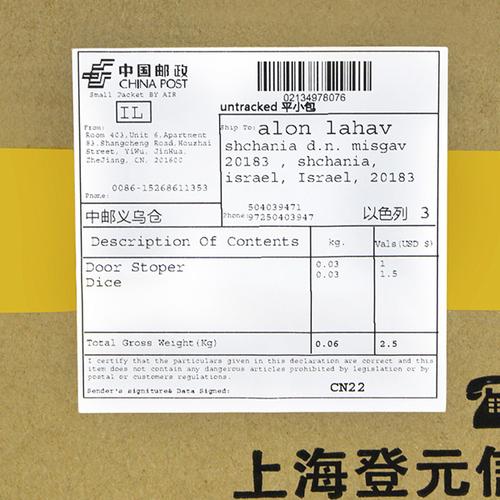 中国邮政
CHINA POST
Small Packet BY AIR
IL
02134978076
untracked 平小包
From:
Room 403,Unit 6,Apartment
83,Shangcheng Road,Houzhai
Street, YiWu, JinHua,
ZheJiang, CN, 201600
Phone:
0086-15268611353
Ship To: alon lahav
shchania d.n. misgav
20183 , shchania,
israel, Israel, 20183
504039471
Phone: 97250403947
中邮义乌仓
以色列 3
Description Of Contents kg. Vals(USD $)
Door Stoper 0.03 1
Dice 0.03 1.5
Total Gross Weight(Kg) 0.06 2.5
I certify that the particulars given in this declaration are correct and this
item does not contain any dangerous articles prohibited by legislation or by
postal or customers regulations.
Sender's signiture& Data Signed: CN22
上海登元信